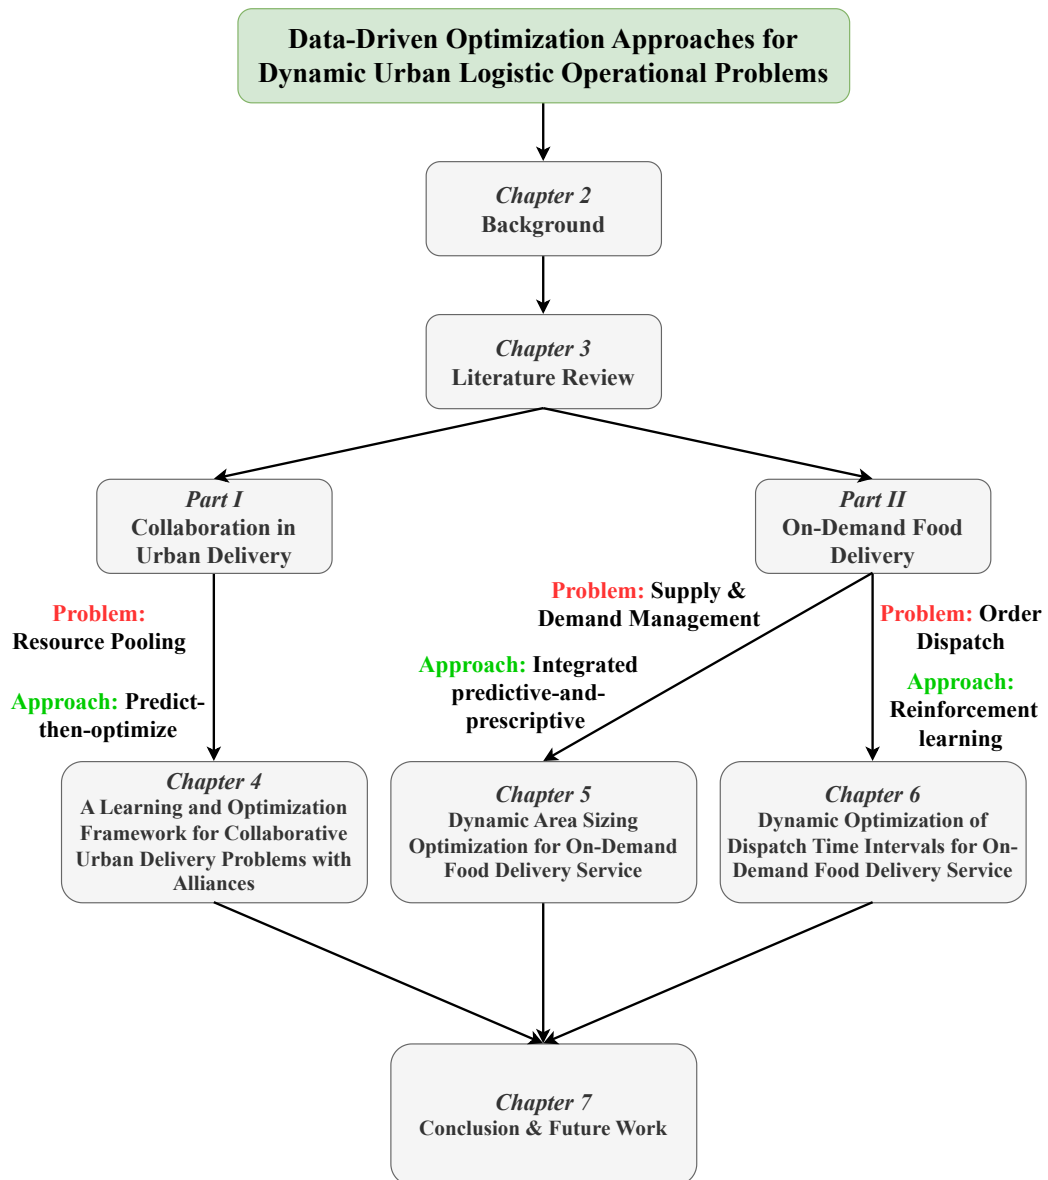 Data-Driven Optimization Approaches for
Dynamic Urban Logistic Operational Problems
Chapter 2
Background
Chapter 3
Literature Review
Part I
Collaboration in
Urban Delivery
Part II
On-Demand Food
Delivery
Problem:
Resource Pooling
Approach: Predict-
then-optimize
Problem: Supply &
Demand Management
Approach: Integrated
predictive-and-
prescriptive
Problem: Order
Dispatch
Approach:
Reinforcement
learning
Chapter 4
A Learning and Optimization
Framework for Collaborative
Urban Delivery Problems with
Alliances
Chapter 5
Dynamic Area Sizing
Optimization for On-Demand
Food Delivery Service
Chapter 6
Dynamic Optimization of
Dispatch Time Intervals for On-
Demand Food Delivery Service
Chapter 7
Conclusion & Future Work